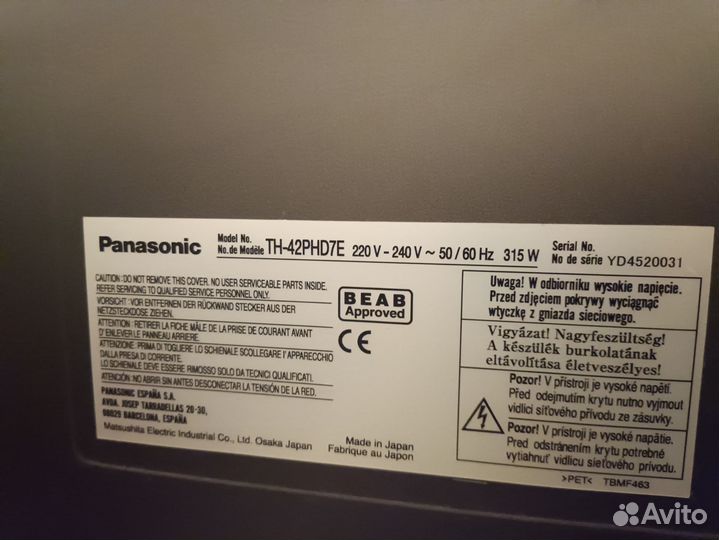 Panasonic
Model No.
No. de Modèle TH-42PHD7E 220 V - 240 V ~ 50 / 60 Hz 315 W
Serial No.
No de série YD4520031
CAUTION : DO NOT REMOVE THIS COVER. NO USER SERVICEABLE PARTS INSIDE.
REFER SERVICING TO QUALIFIED SERVICE PERSONNEL ONLY.
VORSICHT : VOR ENTFERNEN DER RÜCKWAND STECKER AUS DER
NETZSTECKDOSE ZIEHEN.
ATTENTION : RETIRER LA FICHE MÂLE DE LA PRISE DE COURANT AVANT
D'ENLEVER LE PANNEAU ARRIERE.
ATTENZIONE: PRIMA DI TOGLIERE LO SCHIENALE SCOLLEGARE L'APPARECCHIO
DALLA PRESA DI CORRENTE.
LO SCHIENALE DEVE ESSERE RIMOSSO SOLO DA TECNICI QUALIFICATI.
ATENCIÓN : NO ABRIR SIN ANTES DESCONECTAR LA TENSIÓN DE LA RED.
PANASONIC ESPAÑA S.A.
AVDA. JOSEP TARRADELLAS 20-30,
08029 BARCELONA, ESPAÑA
Matsushita Electric Industrial Co., Ltd. Osaka Japan
BEAB
Approved
CE
Made in Japan
Fabrique au Japon
Uwaga! W odbiorniku wysokie napięcie.
Przed zdjęciem pokrywy wyciągnąć
wtyczkę z gniazda sieciowego.
Vigyázat! Nagyfeszültség!
A készülék burkolatának
eltávolítása életveszélyes!
Pozor! V přístroji je vysoké napětí.
Před odejmutím krytu nutno vyjmout
vidlici síťového přívodu ze zásuvky.
Pozor! V prístroji je vysoké napätie.
Pred odstránením krytu potrebné
vytiahnuť vidlicu sieťového prívodu.
>PET< TBMF463
Avito